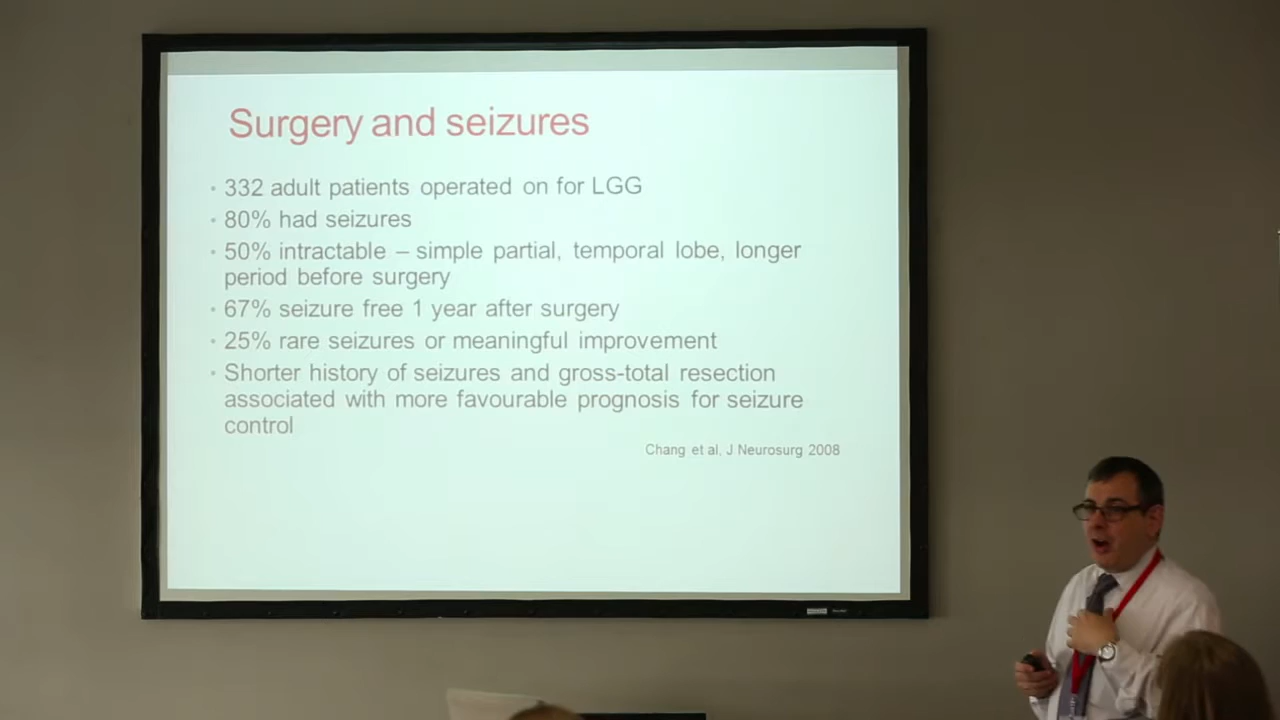 Surgery and seizures
• 332 adult patients operated on for LGG
• 80% had seizures
• 50% intractable – simple partial, temporal lobe, longer
period before surgery
• 67% seizure free 1 year after surgery
• 25% rare seizures or meaningful improvement
• Shorter history of seizures and gross-total resection
associated with more favourable prognosis for seizure
control
Chang et al, J Neurosurg 2008